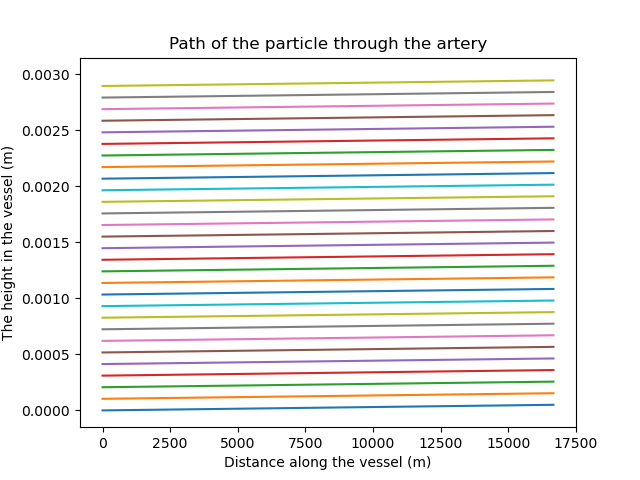 Path of the particle through the artery
The height in the vessel (m)
0.0030
0.0025
0.0020
0.0015
0.0010
0.0005
0.0000
0 2500 5000 7500 10000 12500 15000 17500
Distance along the vessel (m)